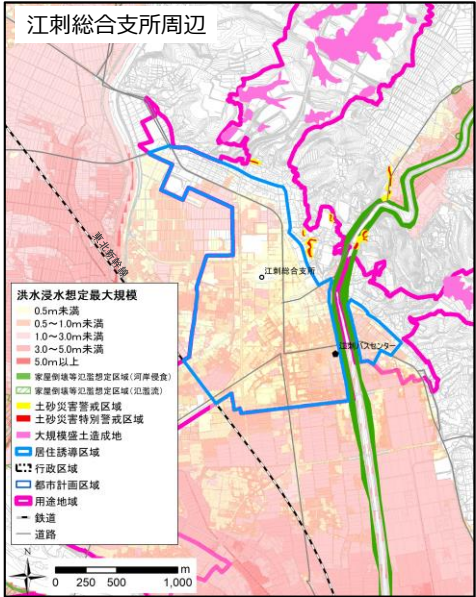 江刺総合支所周辺
東北新幹線
江刺総合支所
江刺バスセンター
洪水浸水想定最大規模
0.5m未満
0.5～1.0m未満
1.0～3.0m未満
3.0～5.0m未満
5.0m以上
家屋倒壊等氾濫想定区域(河岸侵食)
家屋倒壊等氾濫想定区域(氾濫流)
土砂災害警戒区域
土砂災害特別警戒区域
大規模盛土造成地
居住誘導区域
行政区域
都市計画区域
用途地域
鉄道
道路
N
m
0 250 500 1,000